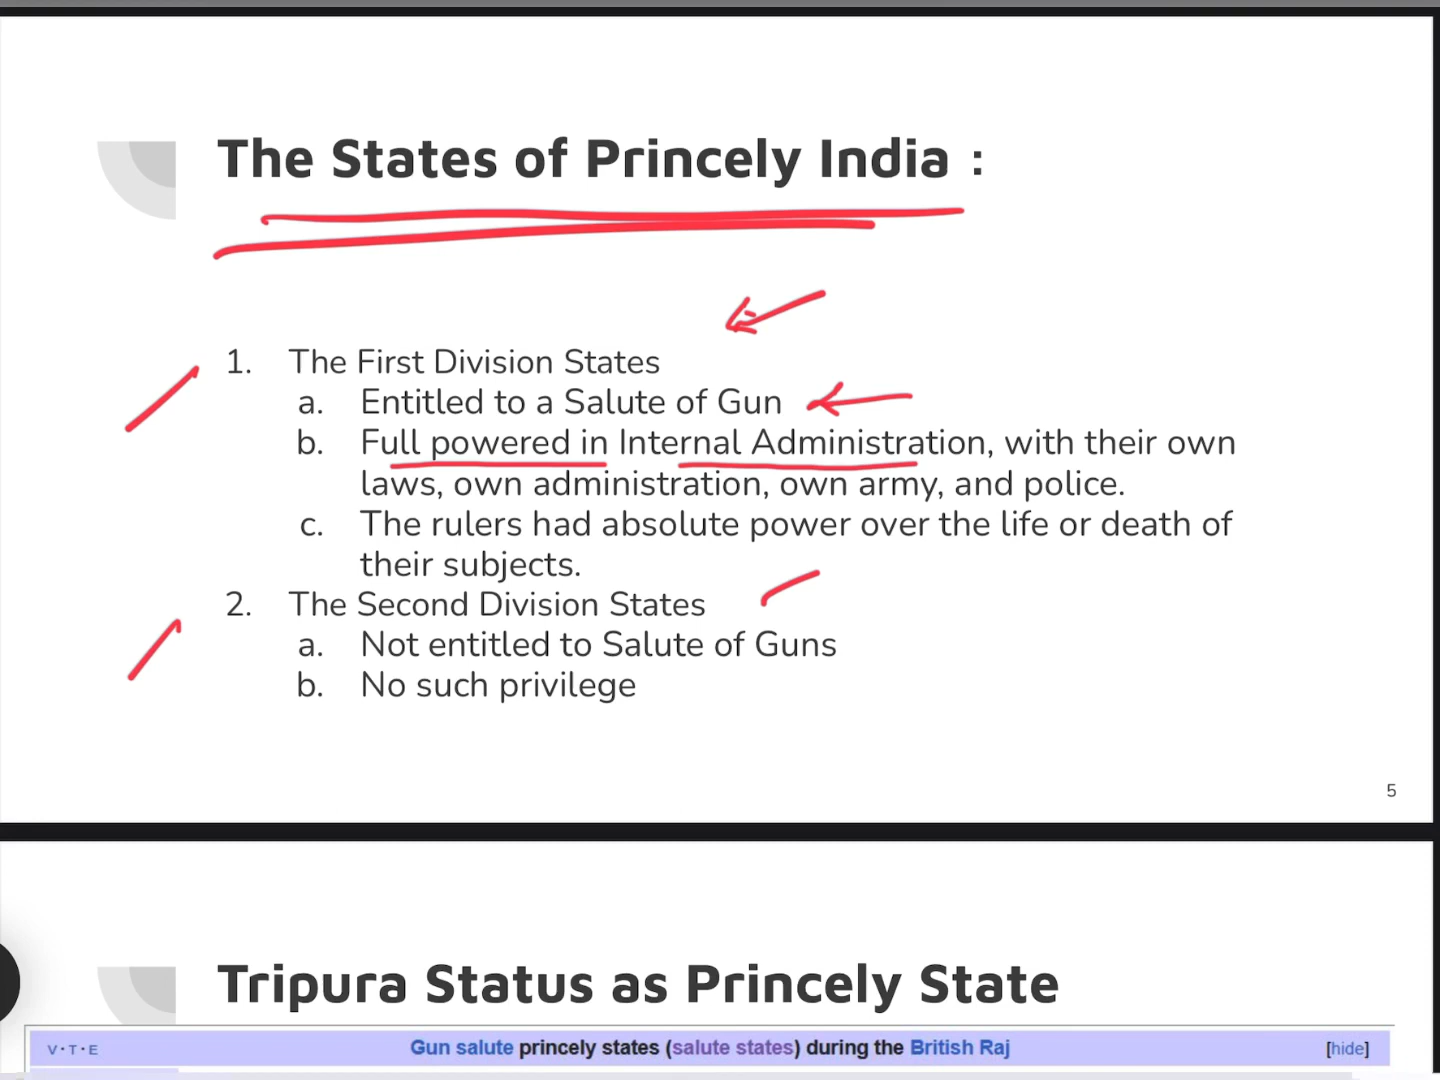 The States of Princely India :
1. The First Division States
a. Entitled to a Salute of Gun
b. Full powered in Internal Administration, with their own
laws, own administration, own army, and police.
c. The rulers had absolute power over the life or death of
their subjects.
2. The Second Division States
a. Not entitled to Salute of Guns
b. No such privilege
5
Tripura Status as Princely State
V·T·E Gun salute princely states (salute states) during the British Raj [hide]